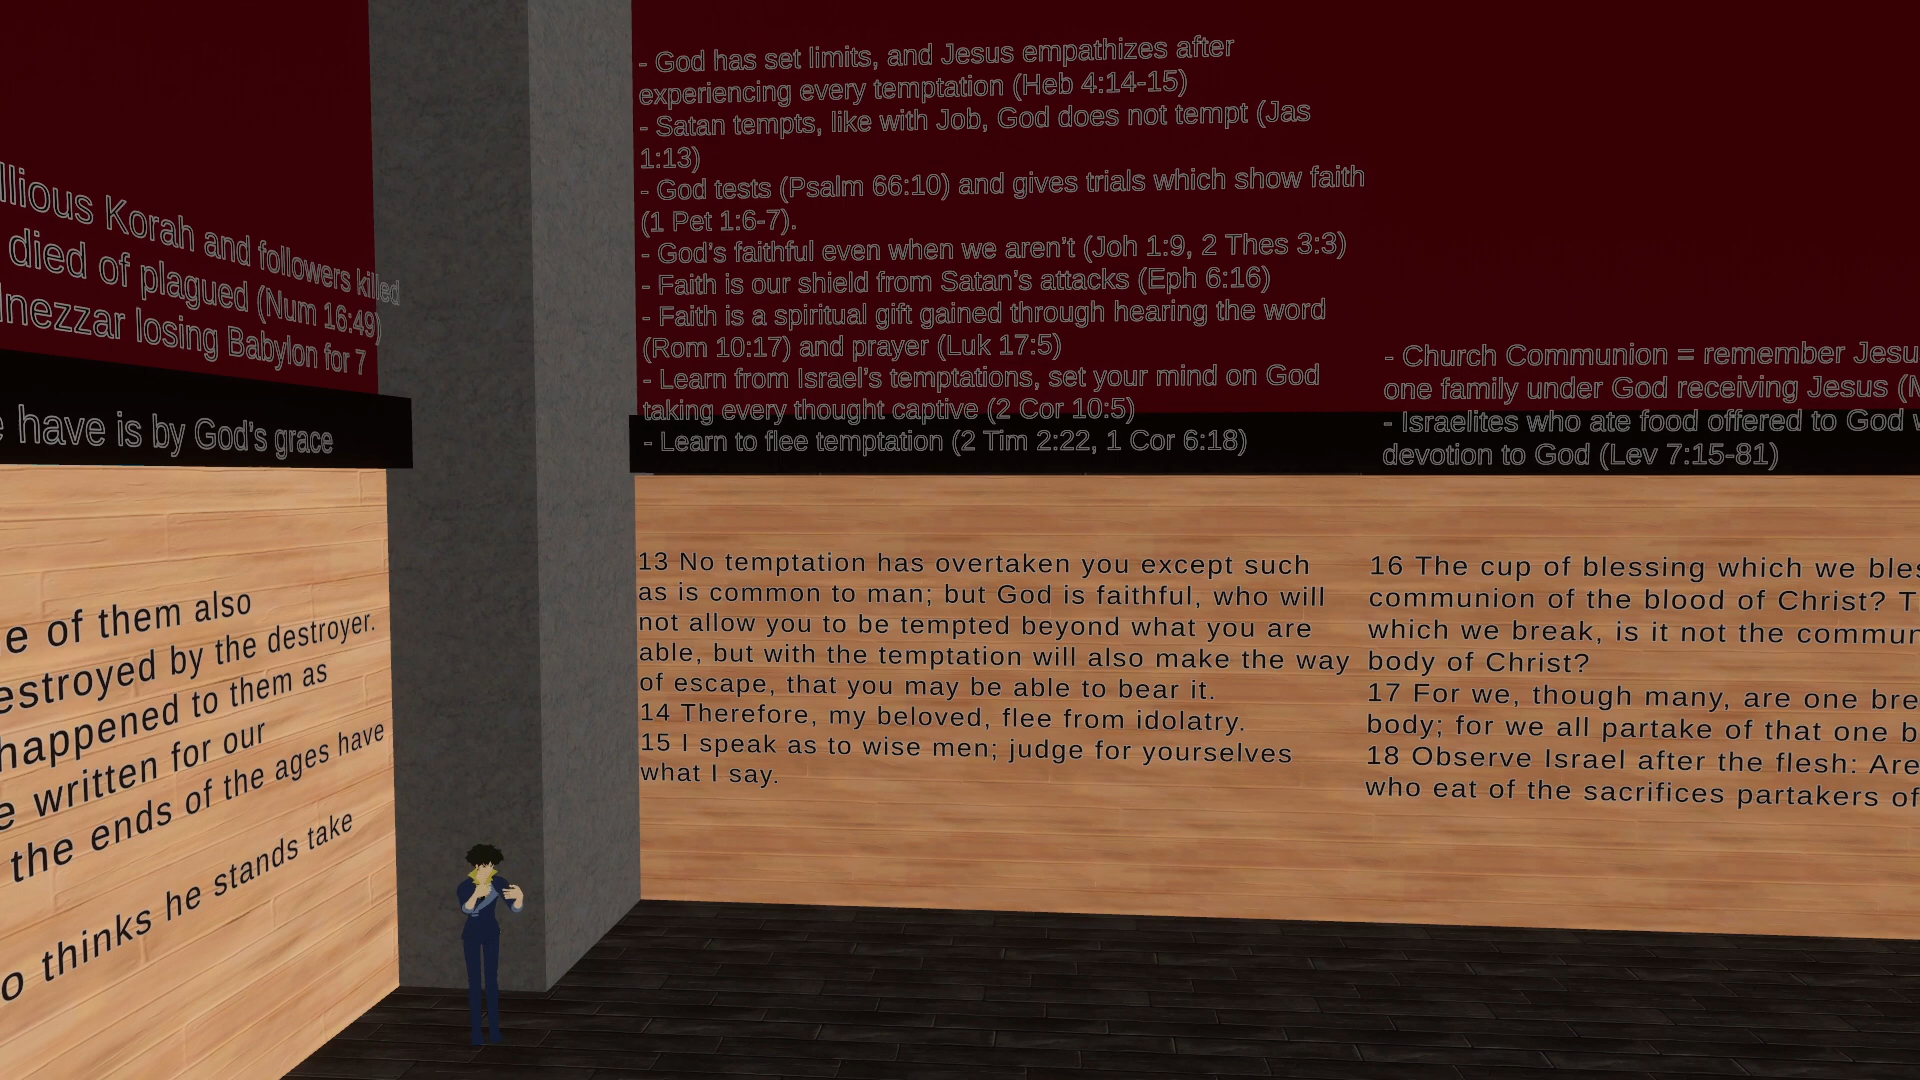 llious Korah and followers killed
died of plagued (Num 16:49)
nezzar losing Babylon for 7
have is by God's grace
e of them also
estroyed by the destroyer.
happened to them as
e written for our
the ends of the ages have
o thinks he stands take
- God has set limits, and Jesus empathizes after
experiencing every temptation (Heb 4:14-15)
- Satan tempts, like with Job, God does not tempt (Jas
1:13)
- God tests (Psalm 66:10) and gives trials which show faith
(1 Pet 1:6-7).
- God's faithful even when we aren't (Joh 1:9, 2 Thes 3:3)
- Faith is our shield from Satan's attacks (Eph 6:16)
- Faith is a spiritual gift gained through hearing the word
(Rom 10:17) and prayer (Luk 17:5)
- Learn from Israel's temptations, set your mind on God
taking every thought captive (2 Cor 10:5)
- Learn to flee temptation (2 Tim 2:22, 1 Cor 6:18)
13 No temptation has overtaken you except such
as is common to man; but God is faithful, who will
not allow you to be tempted beyond what you are
able, but with the temptation will also make the way
of escape, that you may be able to bear it.
14 Therefore, my beloved, flee from idolatry.
15 I speak as to wise men; judge for yourselves
what I say.
- Church Communion = remember Jesu
one family under God receiving Jesus (M
- Israelites who ate food offered to God w
devotion to God (Lev 7:15-81)
16 The cup of blessing which we bles
communion of the blood of Christ? T
which we break, is it not the commun
body of Christ?
17 For we, though many, are one bre
body; for we all partake of that one b
18 Observe Israel after the flesh: Are
who eat of the sacrifices partakers of